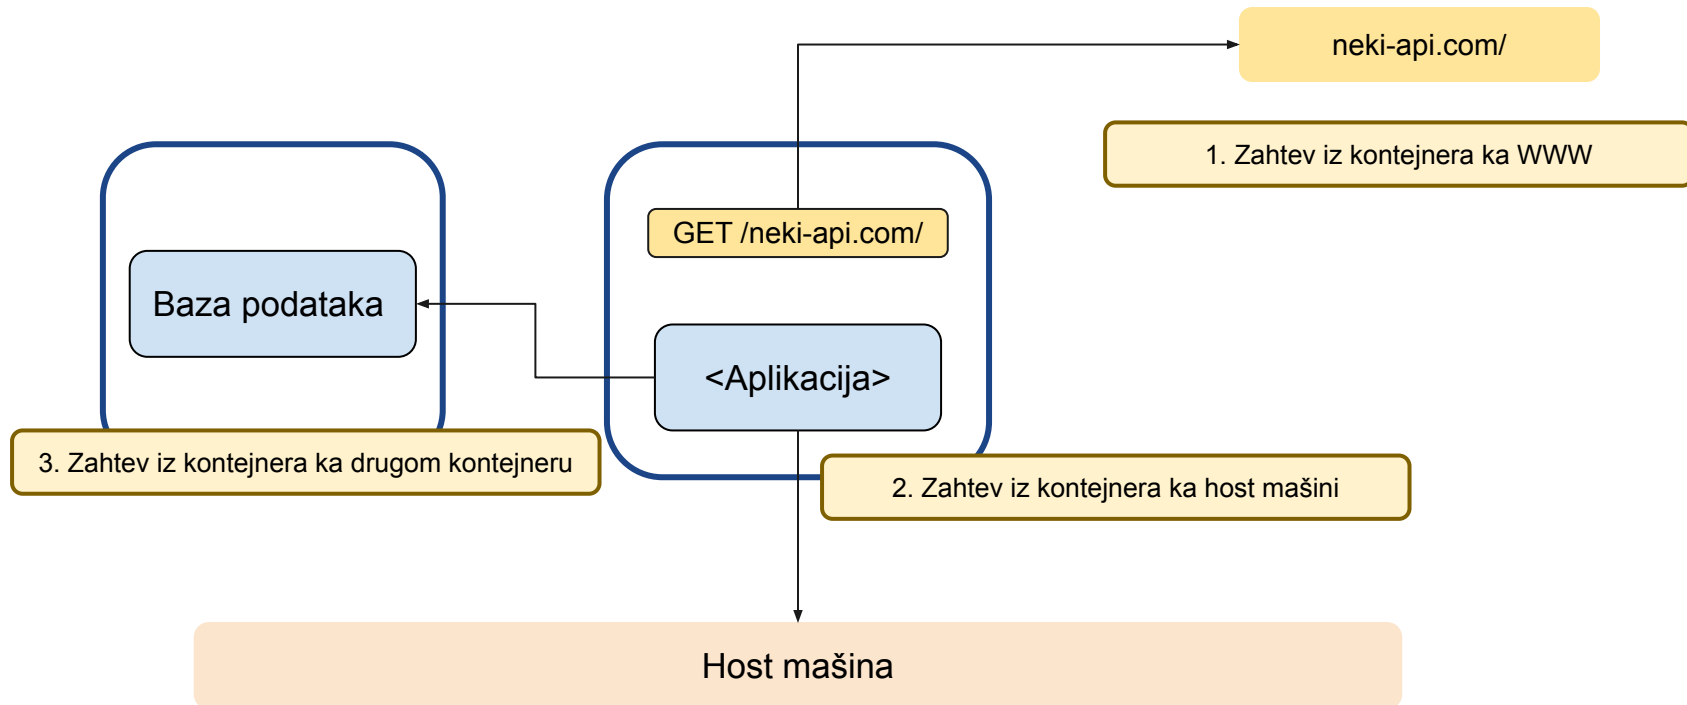 neki-api.com/
1. Zahtev iz kontejnera ka WWW
GET /neki-api.com/
Baza podataka
<Aplikacija>
3. Zahtev iz kontejnera ka drugom kontejneru
2. Zahtev iz kontejnera ka host mašini
Host mašina